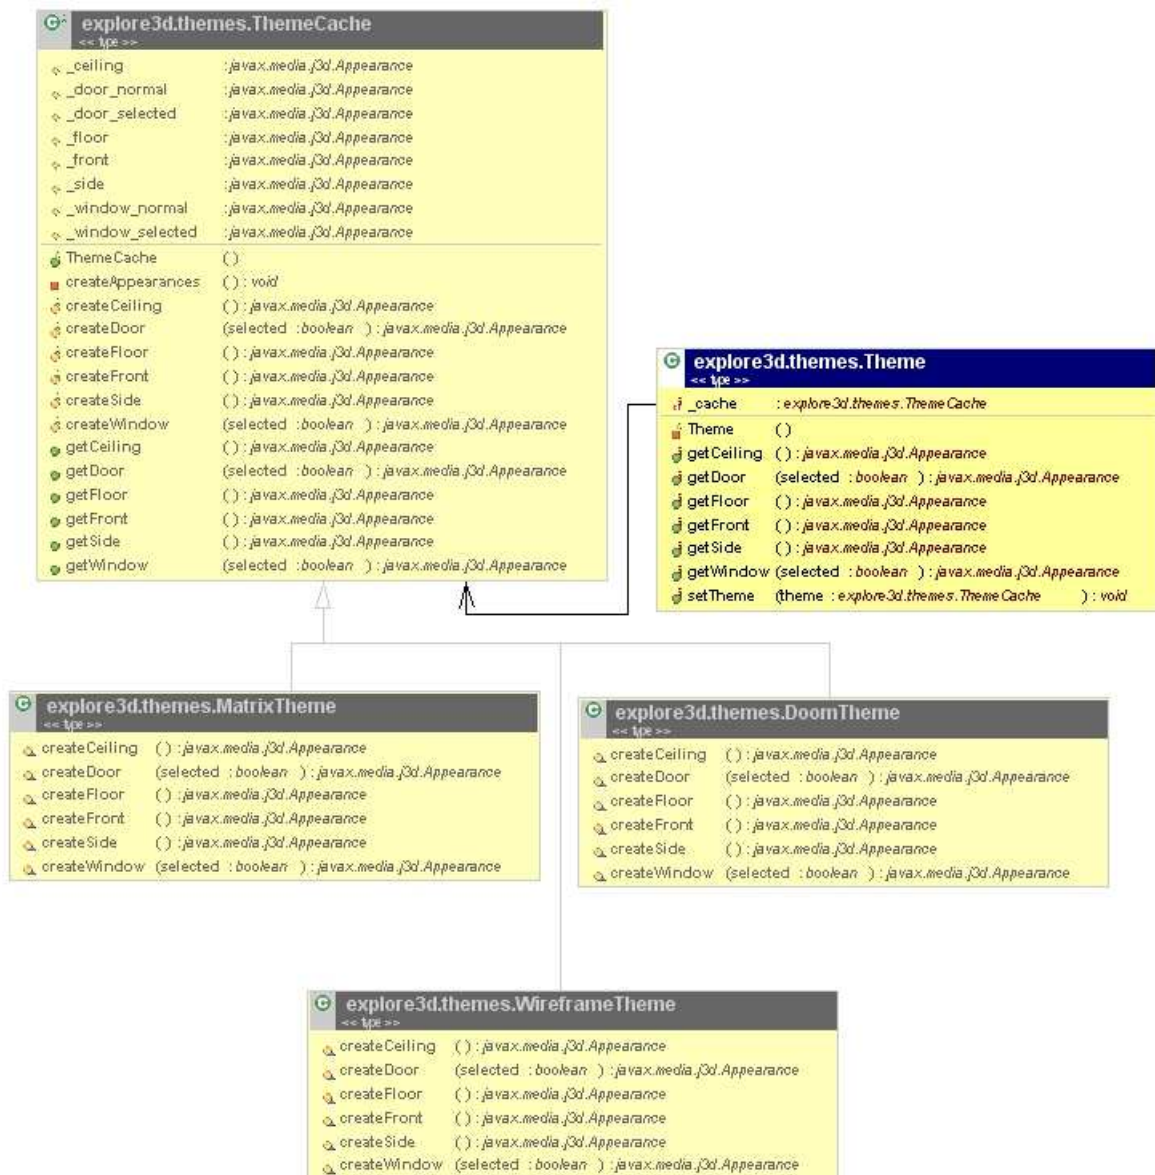 explore3d.themes.ThemeCache
<< type >>
_ceiling :javax.media.j3d.Appearance
_door_normal :javax.media.j3d.Appearance
_door_selected :javax.media.j3d.Appearance
_floor :javax.media.j3d.Appearance
_front :javax.media.j3d.Appearance
_side :javax.media.j3d.Appearance
_window_normal :javax.media.j3d.Appearance
_window_selected :javax.media.j3d.Appearance
ThemeCache ()
createAppearances () : void
createCeiling () : javax.media.j3d.Appearance
createDoor (selected :boolean ) : javax.media.j3d.Appearance
createFloor () : javax.media.j3d.Appearance
createFront () : javax.media.j3d.Appearance
createSide () : javax.media.j3d.Appearance
createWindow (selected :boolean ) : javax.media.j3d.Appearance
getCeiling () : javax.media.j3d.Appearance
getDoor (selected :boolean ) : javax.media.j3d.Appearance
getFloor () : javax.media.j3d.Appearance
getFront () : javax.media.j3d.Appearance
getSide () : javax.media.j3d.Appearance
getWindow (selected :boolean ) : javax.media.j3d.Appearance
explore3d.themes.Theme
<< type >>
_cache : explore3d.themes.ThemeCache
Theme ()
getCeiling () : javax.media.j3d.Appearance
getDoor (selected :boolean ) : javax.media.j3d.Appearance
getFloor () : javax.media.j3d.Appearance
getFront () : javax.media.j3d.Appearance
getSide () : javax.media.j3d.Appearance
getWindow (selected :boolean ) : javax.media.j3d.Appearance
setTheme (theme : explore3d.themes.ThemeCache ) : void
explore3d.themes.MatrixTheme
<< type >>
createCeiling () : javax.media.j3d.Appearance
createDoor (selected :boolean ) : javax.media.j3d.Appearance
createFloor () : javax.media.j3d.Appearance
createFront () : javax.media.j3d.Appearance
createSide () : javax.media.j3d.Appearance
createWindow (selected :boolean ) : javax.media.j3d.Appearance
explore3d.themes.DoomTheme
<< type >>
createCeiling () : javax.media.j3d.Appearance
createDoor (selected :boolean ) : javax.media.j3d.Appearance
createFloor () : javax.media.j3d.Appearance
createFront () : javax.media.j3d.Appearance
createSide () : javax.media.j3d.Appearance
createWindow (selected :boolean ) : javax.media.j3d.Appearance
explore3d.themes.WireframeTheme
<< type >>
createCeiling () : javax.media.j3d.Appearance
createDoor (selected :boolean ) : javax.media.j3d.Appearance
createFloor () : javax.media.j3d.Appearance
createFront () : javax.media.j3d.Appearance
createSide () : javax.media.j3d.Appearance
createWindow (selected :boolean ) : javax.media.j3d.Appearance